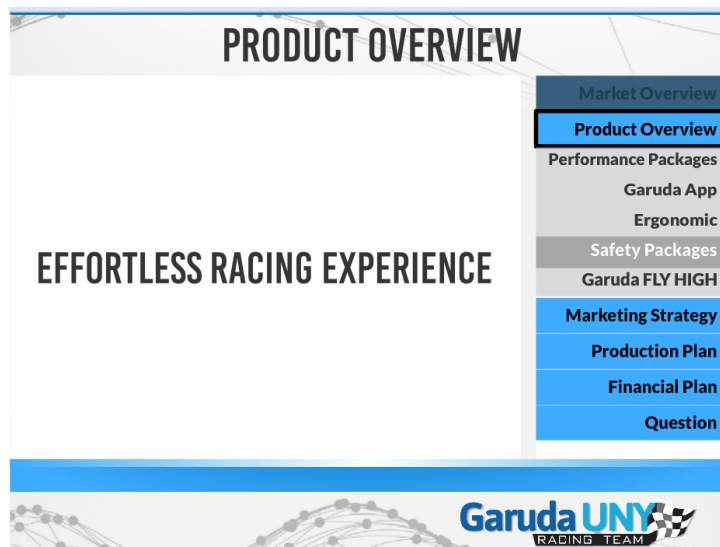 PRODUCT OVERVIEW
EFFORTLESS RACING EXPERIENCE
Market Overview
Product Overview
Performance Packages
Garuda App
Ergonomic
Safety Packages
Garuda FLY HIGH
Marketing Strategy
Production Plan
Financial Plan
Question
Garuda UNY
RACING TEAM